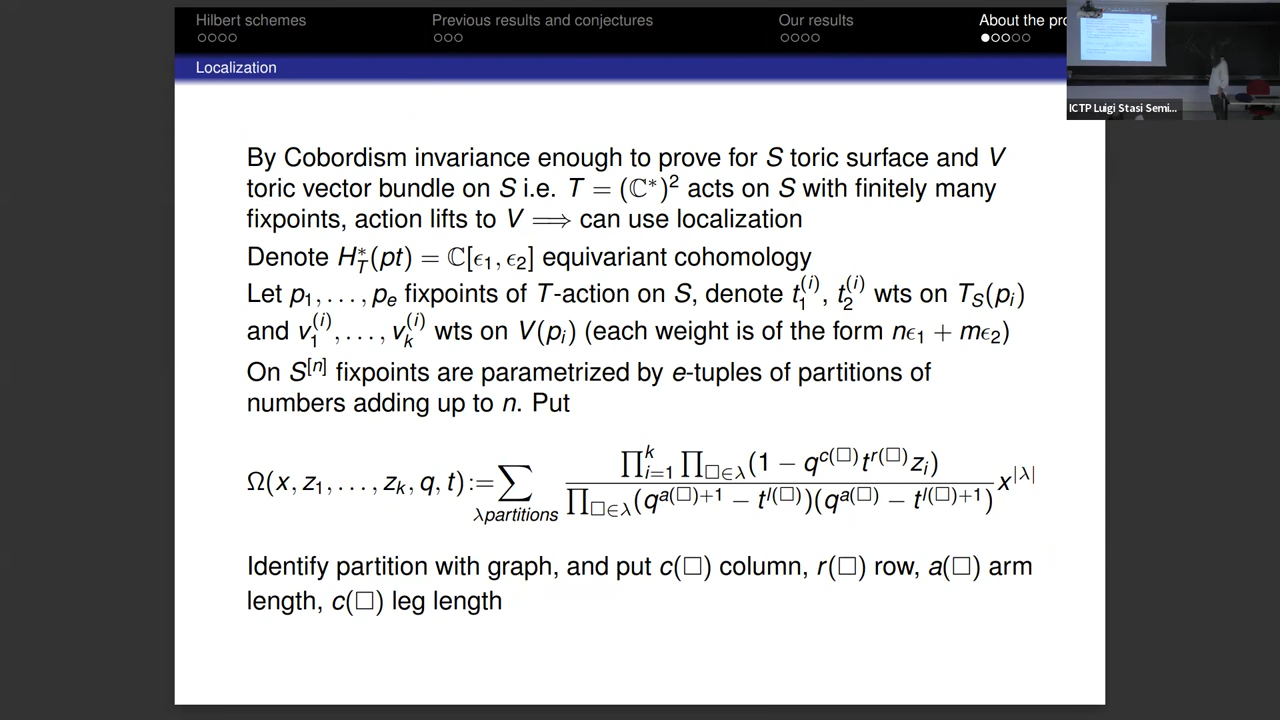 Hilbert schemes Previous results and conjectures Our results About the pro
Localization
ICTP Luigi Stasi Semi...
By Cobordism invariance enough to prove for S toric surface and V
toric vector bundle on S i.e. T = (ℂ*)² acts on S with finitely many
fixpoints, action lifts to V ⟹ can use localization
Denote H*_T(pt) = ℂ[ϵ₁, ϵ₂] equivariant cohomology
Let p₁, . . . , pₑ fixpoints of T-action on S, denote t₁^(i), t₂^(i) wts on T_S(p_i)
and v₁^(i), . . . , v_k^(i) wts on V(p_i) (each weight is of the form nϵ₁ + mϵ₂)
On S^[n] fixpoints are parametrized by e-tuples of partitions of
numbers adding up to n. Put
Ω(x, z₁, . . . , z_k, q, t) := ∑_{λ partitions} \frac{∏_{i=1}^{k} ∏_{□∈λ}(1 − q^{c(□)} t^{r(□)} z_i)}{∏_{□∈λ}(q^{a(□)+1} − t^{l(□)})(q^{a(□)} − t^{l(□)+1})} x^{|λ|}
Identify partition with graph, and put c(□) column, r(□) row, a(□) arm
length, c(□) leg length